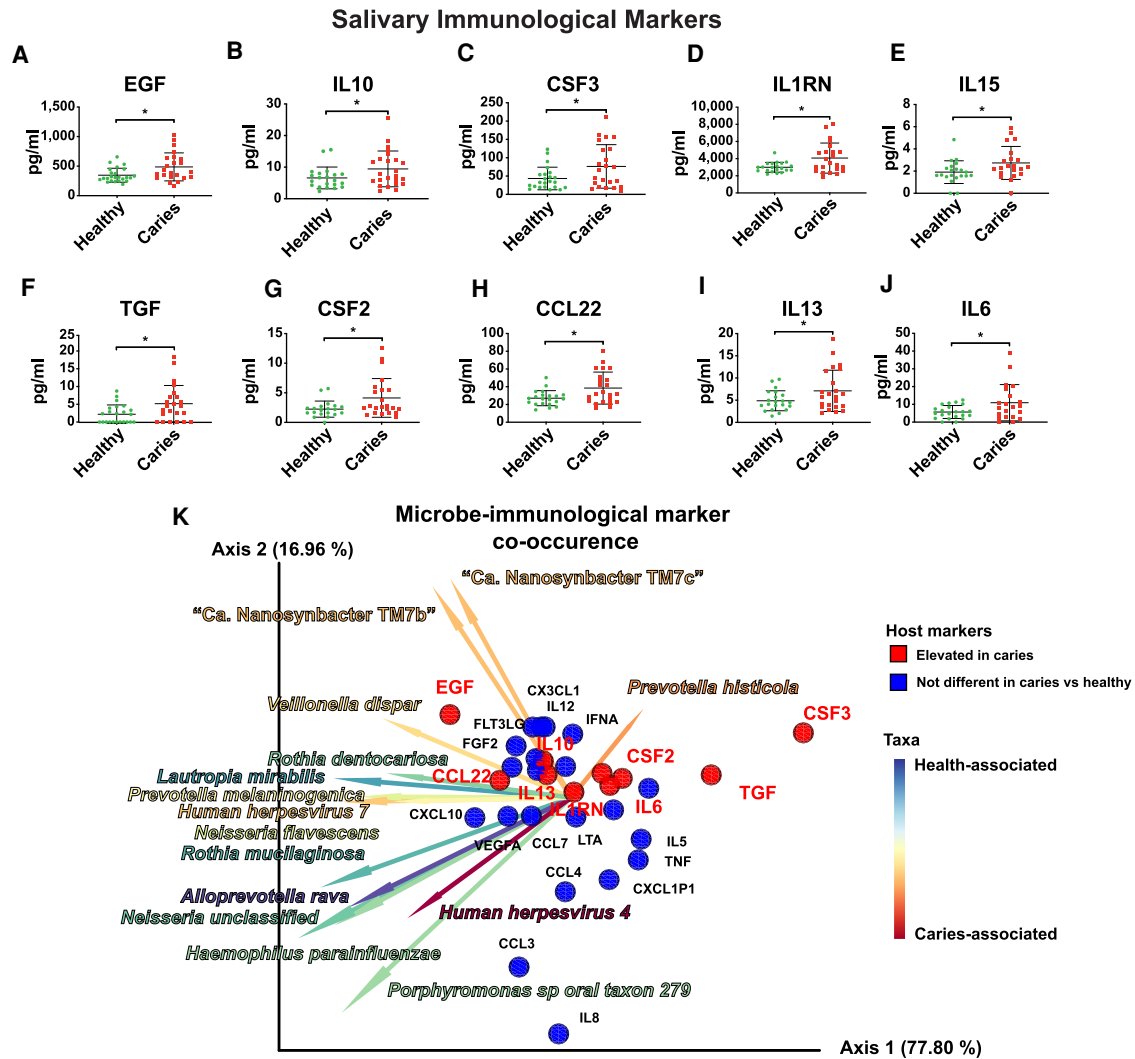 Salivary Immunological Markers
A
EGF
1,500
1,000
500
0
pg/ml
*
Healthy
Caries
B
IL10
30
20
10
0
pg/ml
*
Healthy
Caries
C
CSF3
250
200
150
100
50
0
pg/ml
*
Healthy
Caries
D
IL1RN
10,000
8,000
6,000
4,000
2,000
0
pg/ml
*
Healthy
Caries
E
IL15
8
6
4
2
0
pg/ml
*
Healthy
Caries
F
TGF
25
20
15
10
5
0
pg/ml
*
Healthy
Caries
G
CSF2
15
10
5
0
pg/ml
*
Healthy
Caries
H
CCL22
100
80
60
40
20
0
pg/ml
*
Healthy
Caries
I
IL13
20
15
10
5
0
pg/ml
*
Healthy
Caries
J
IL6
50
40
30
20
10
0
pg/ml
*
Healthy
Caries
K
Microbe-immunological marker
co-occurence
Axis 2 (16.96 %)
“Ca. Nanosynbacter TM7c”
“Ca. Nanosynbacter TM7b”
EGF
CX3CL1
Prevotella histicola
Veillonella dispar
IL12
FLT3LG
IFNA
CSF3
FGF2
IL10
Rothia dentocariosa
CSF2
Lautropia mirabilis
CCL22
Prevotella melaninogenica
IL13
TGF
Human herpesvirus 7
IL1RN
IL6
CXCL10
Neisseria flavescens
VEGFA
CCL7
LTA
IL5
Rothia mucilaginosa
TNF
CCL4
CXCL1P1
Alloprevotella rava
Neisseria unclassified
Human herpesvirus 4
Haemophilus parainfluenzae
CCL3
Porphyromonas sp oral taxon 279
IL8
Axis 1 (77.80 %)
Host markers
Elevated in caries
Not different in caries vs healthy
Taxa
Health-associated
Caries-associated